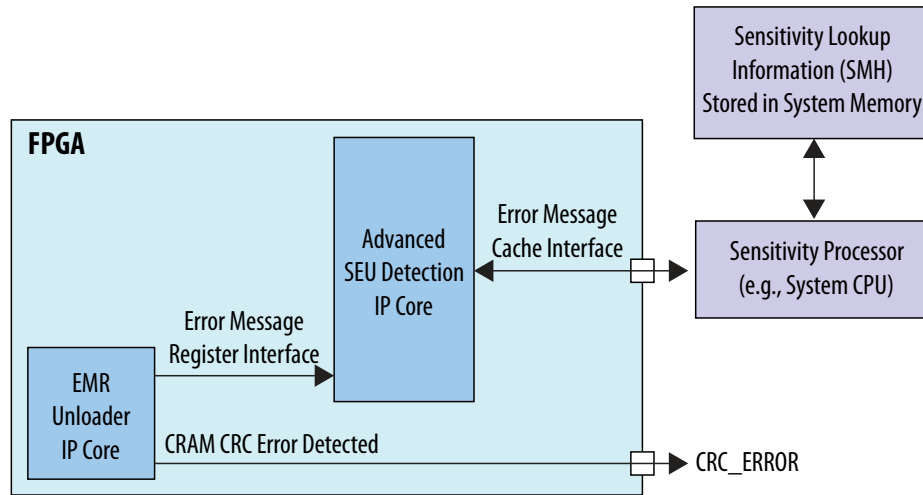 Sensitivity Lookup
Information (SMH)
Stored in System Memory
FPGA
Advanced
SEU Detection
IP Core
Error Message
Cache Interface
Sensitivity Processor
(e.g., System CPU)
Error Message
Register Interface
EMR
Unloader
IP Core
CRAM CRC Error Detected
CRC_ERROR